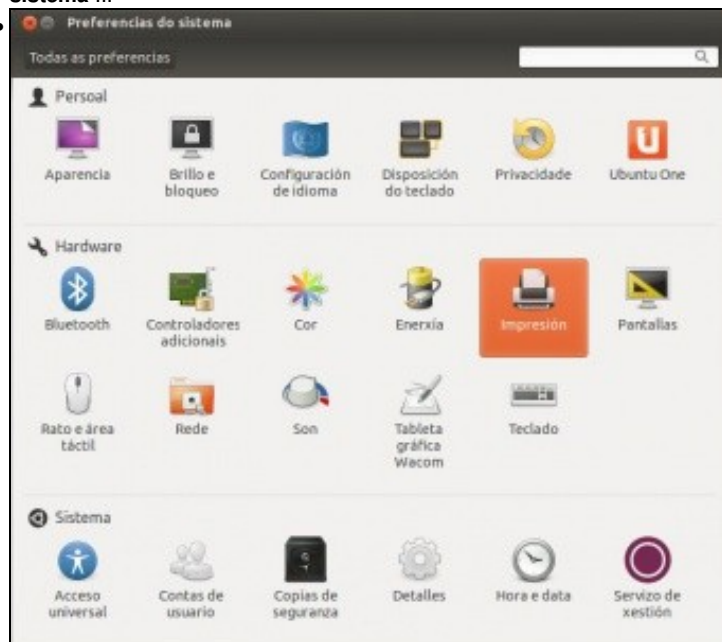 sistema ...
Preferencias do sistema
Todas as preferencias
Persoal
Aparencia
Brillo e
bloqueo
Configuración
de idioma
Disposición
do teclado
Privacidade
Ubuntu One
Hardware
Bluetooth
Controladores
adicionais
Cor
Enerxía
Impresión
Pantallas
Rato e área
táctil
Rede
Son
Tableta
gráfica
Wacom
Teclado
Sistema
Acceso
universal
Contas de
usuario
Copias de
seguranza
Detalles
Hora e data
Servizo de
xestión